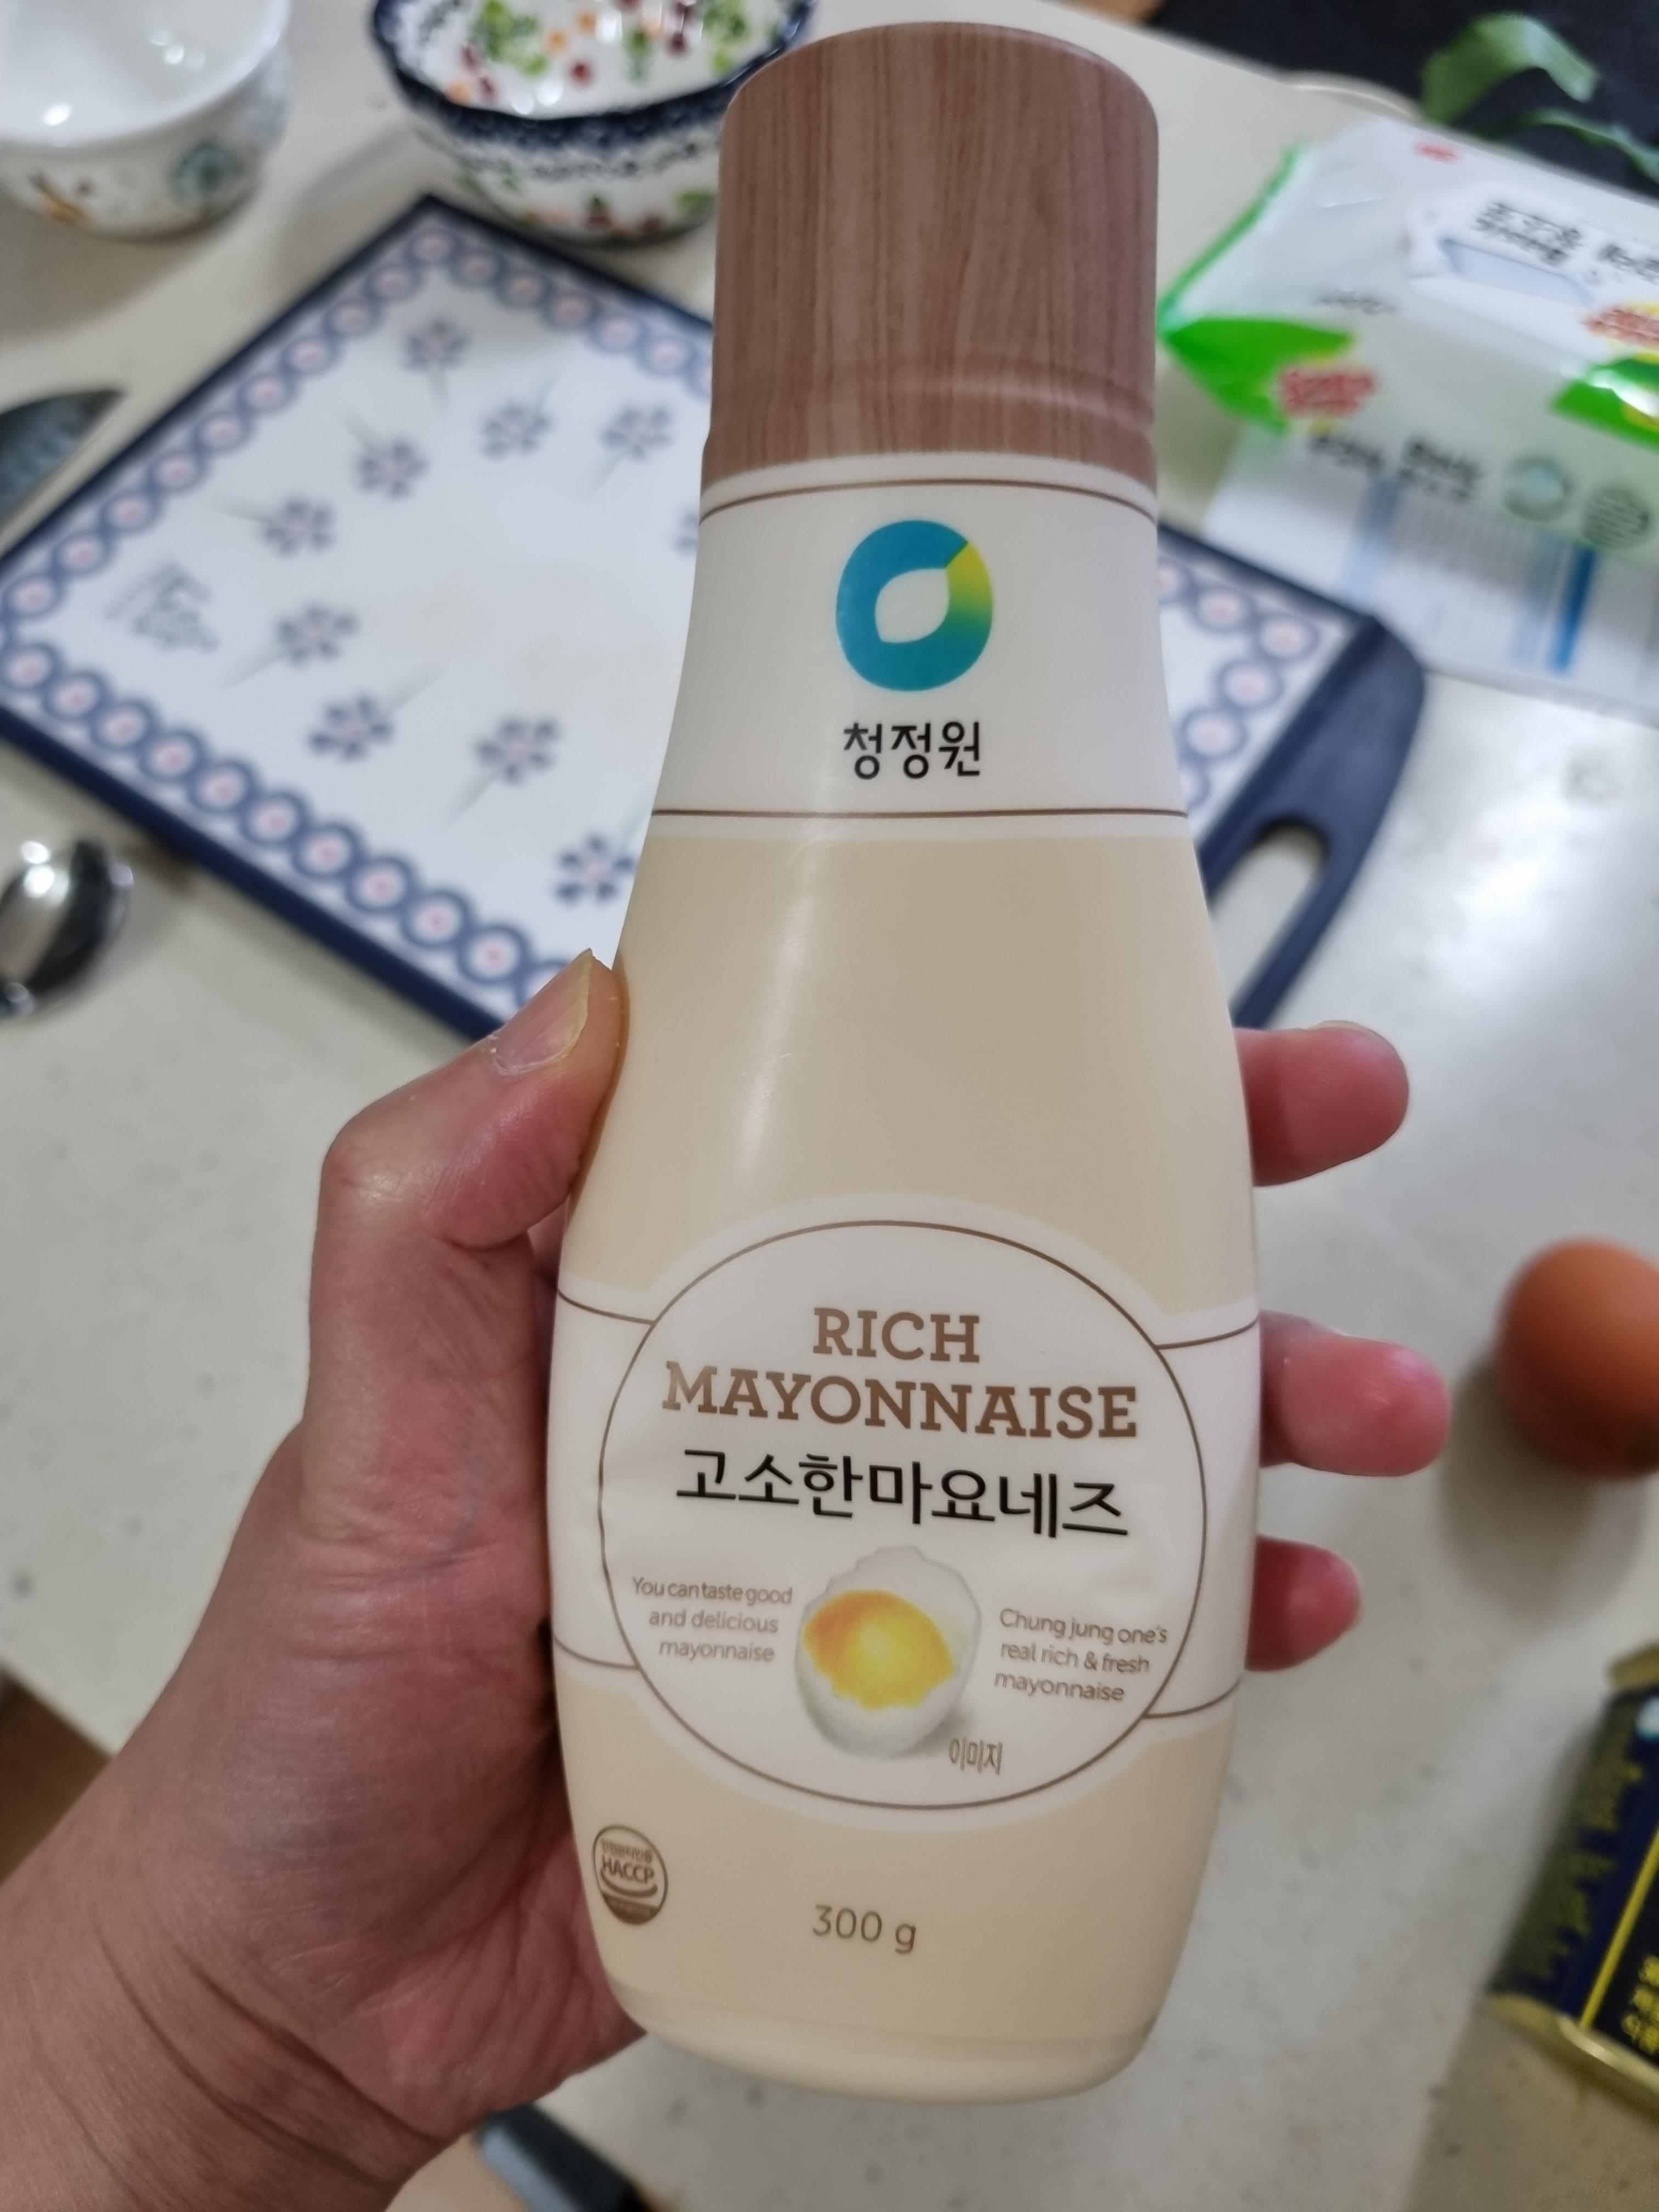 청정원
RICH
MAYONNAISE
고소한마요네즈
You can taste good
and delicious
mayonnaise
Chung jung one's
real rich & fresh
mayonnaise
이미지
HACCP
300 g